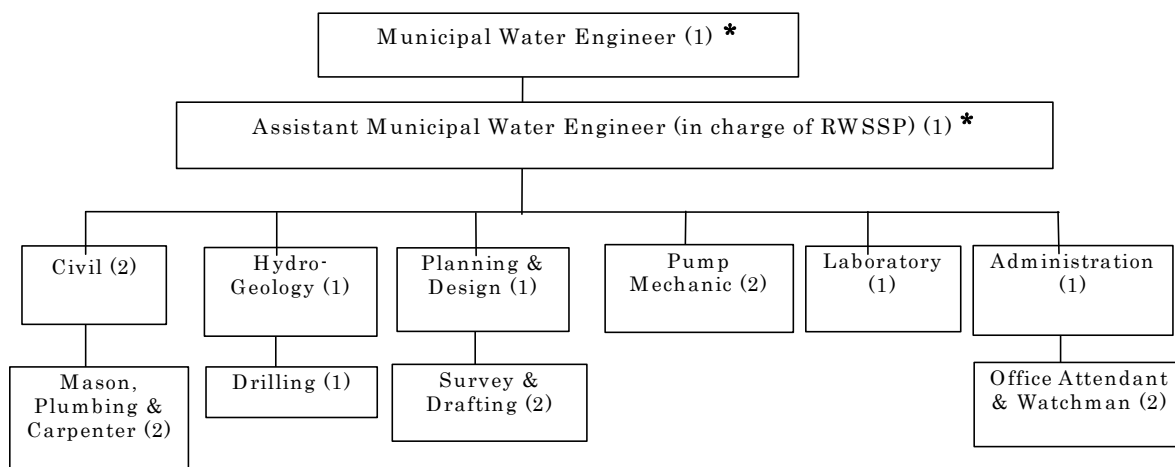 Municipal Water Engineer (1) *
Assistant Municipal Water Engineer (in charge of RWSSP) (1) *
Civil (2)
Hydro-
Geology (1)
Planning &
Design (1)
Pump
Mechanic (2)
Laboratory
(1)
Administration
(1)
Mason,
Plumbing &
Carpenter (2)
Drilling (1)
Survey &
Drafting (2)
Office Attendant
& Watchman (2)